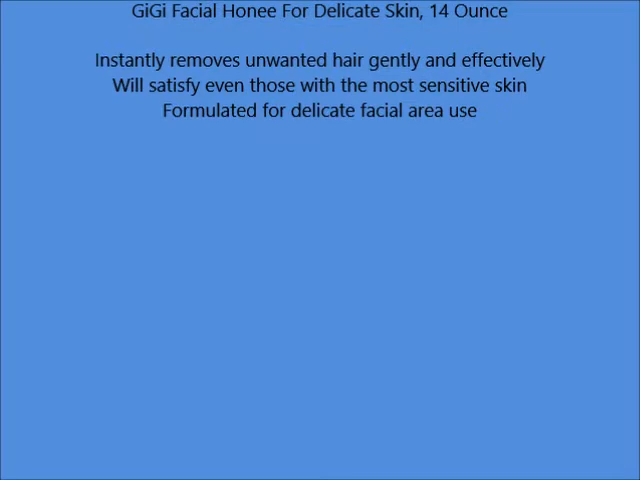 GiGi Facial Honee For Delicate Skin, 14 Ounce
Instantly removes unwanted hair gently and effectively
Will satisfy even those with the most sensitive skin
Formulated for delicate facial area use